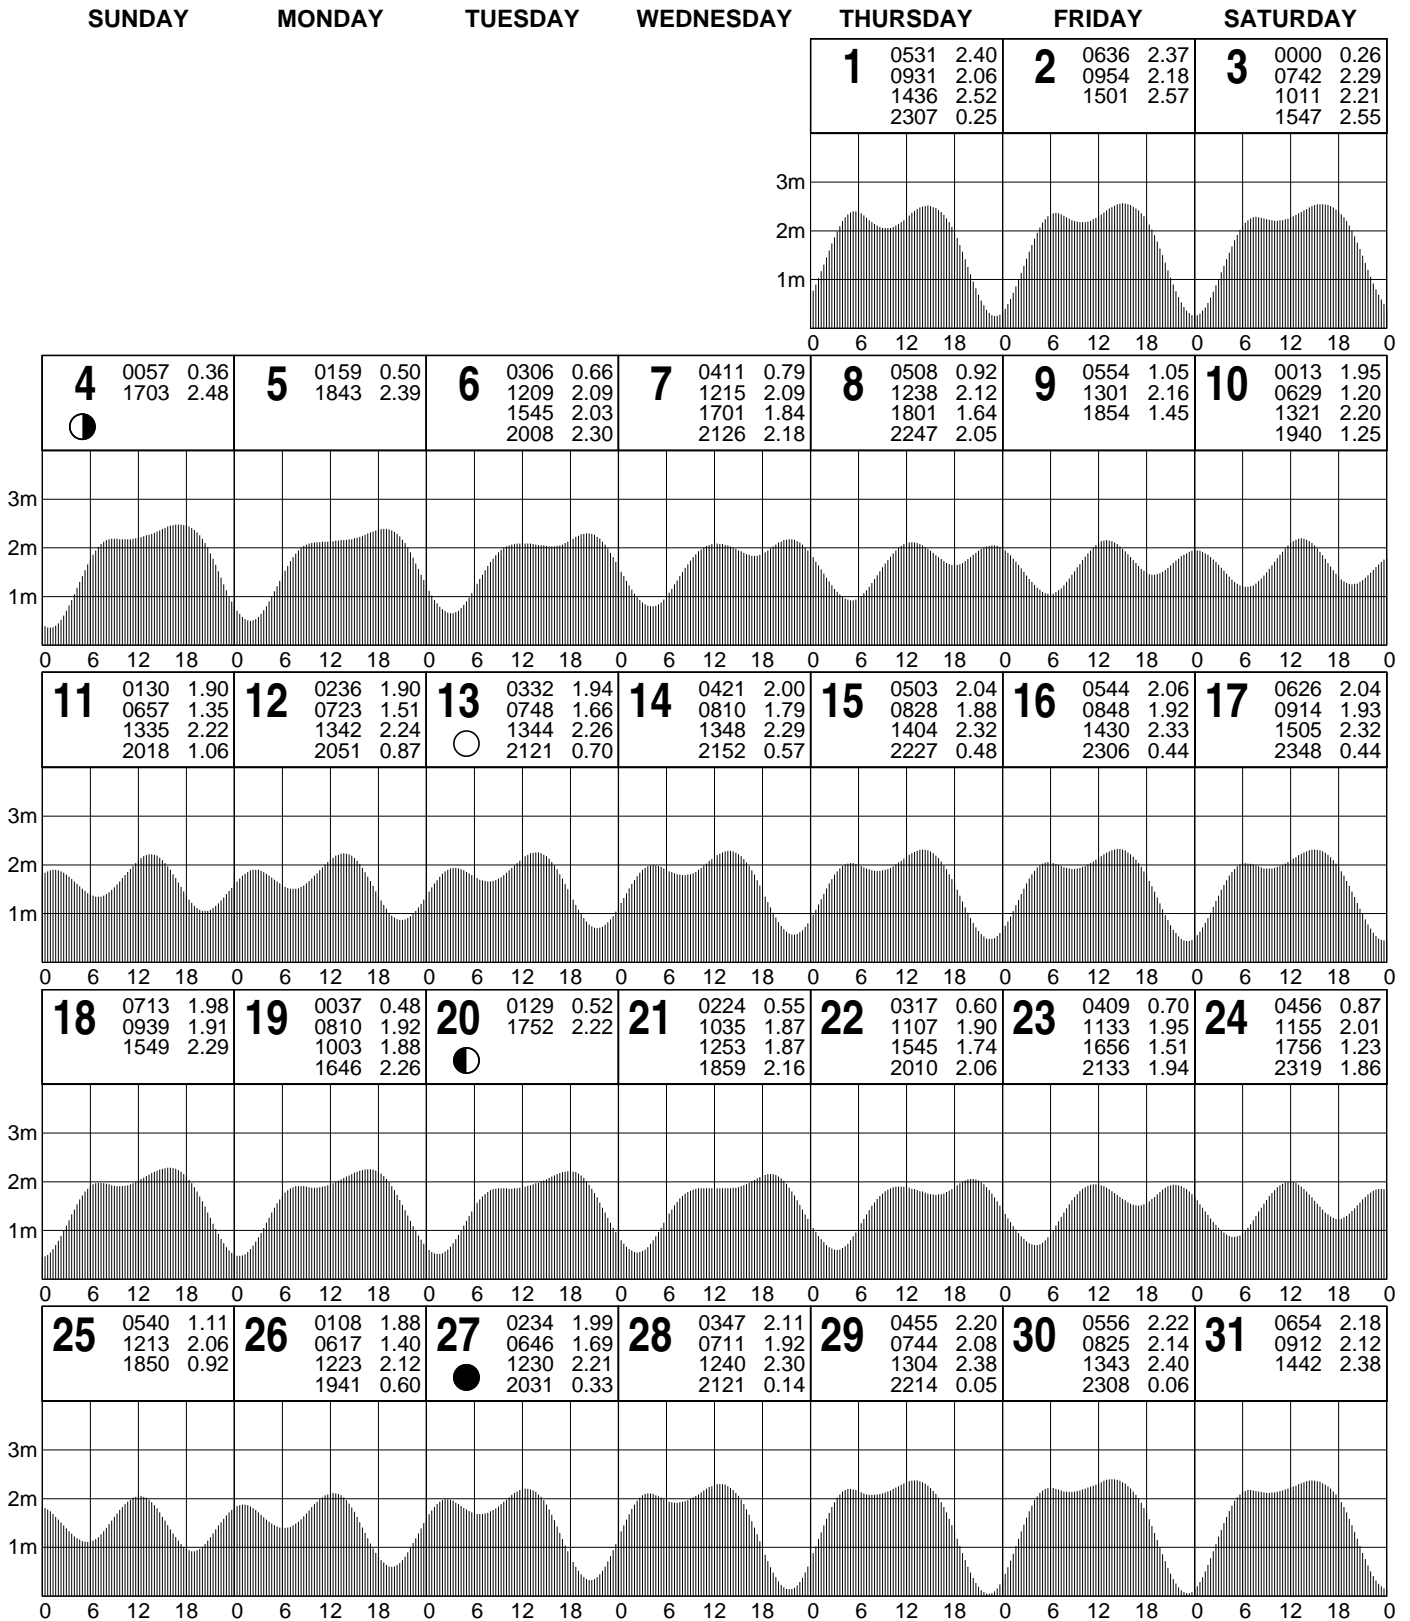 SUNDAY MONDAY TUESDAY WEDNESDAY THURSDAY FRIDAY SATURDAY
1 0531 2.40 2 0636 2.37 3 0000 0.26
0931 2.06 0954 2.18 0742 2.29
1436 2.52 1501 2.57 1011 2.21
2307 0.25 1547 2.55
3m
2m
1m
0 6 12 18 0 6 12 18 0 6 12 18 0
4 0057 0.36 5 0159 0.50 6 0306 0.66 7 0411 0.79 8 0508 0.92 9 0554 1.05 10 0013 1.95
1703 2.48 1843 2.39 1209 2.09 1215 2.09 1238 2.12 1301 2.16 0629 1.20
1545 2.03 1701 1.84 1801 1.64 1854 1.45 1321 2.20
2008 2.30 2126 2.18 2247 2.05 1940 1.25
3m
2m
1m
0 6 12 18 0 6 12 18 0 6 12 18 0 6 12 18 0 6 12 18 0 6 12 18 0 6 12 18 0
11 0130 1.90 12 0236 1.90 13 0332 1.94 14 0421 2.00 15 0503 2.04 16 0544 2.06 17 0626 2.04
0657 1.35 0723 1.51 0748 1.66 0810 1.79 0828 1.88 0848 1.92 0914 1.93
1335 2.22 1342 2.24 1344 2.26 1348 2.29 1404 2.32 1430 2.33 1505 2.32
2018 1.06 2051 0.87 2121 0.70 2152 0.57 2227 0.48 2306 0.44 2348 0.44
3m
2m
1m
0 6 12 18 0 6 12 18 0 6 12 18 0 6 12 18 0 6 12 18 0 6 12 18 0 6 12 18 0
18 0713 1.98 19 0037 0.48 20 0129 0.52 21 0224 0.55 22 0317 0.60 23 0409 0.70 24 0456 0.87
0939 1.91 0810 1.92 1752 2.22 1035 1.87 1107 1.90 1133 1.95 1155 2.01
1549 2.29 1003 1.88 1253 1.87 1545 1.74 1656 1.51 1756 1.23
1646 2.26 1859 2.16 2010 2.06 2133 1.94 2319 1.86
3m
2m
1m
0 6 12 18 0 6 12 18 0 6 12 18 0 6 12 18 0 6 12 18 0 6 12 18 0 6 12 18 0
25 0540 1.11 26 0108 1.88 27 0234 1.99 28 0347 2.11 29 0455 2.20 30 0556 2.22 31 0654 2.18
1213 2.06 0617 1.40 0646 1.69 0711 1.92 0744 2.08 0825 2.14 0912 2.12
1850 0.92 1223 2.12 1230 2.21 1240 2.30 1304 2.38 1343 2.40 1442 2.38
1941 0.60 2031 0.33 2121 0.14 2214 0.05 2308 0.06
3m
2m
1m
0 6 12 18 0 6 12 18 0 6 12 18 0 6 12 18 0 6 12 18 0 6 12 18 0 6 12 18 0